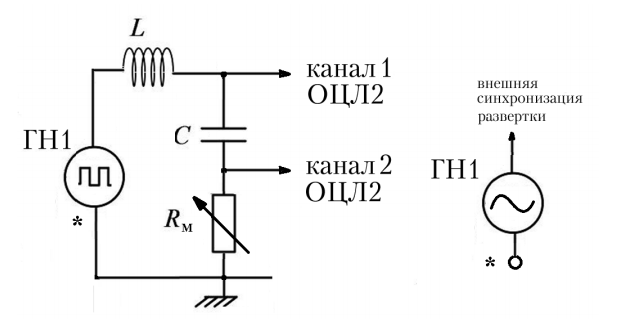 L
канал 1
ОЦЛ2
внешняя
синхронизация
развертки
C
ГН1
канал 2
ОЦЛ2
ГН1
*
Rм
*